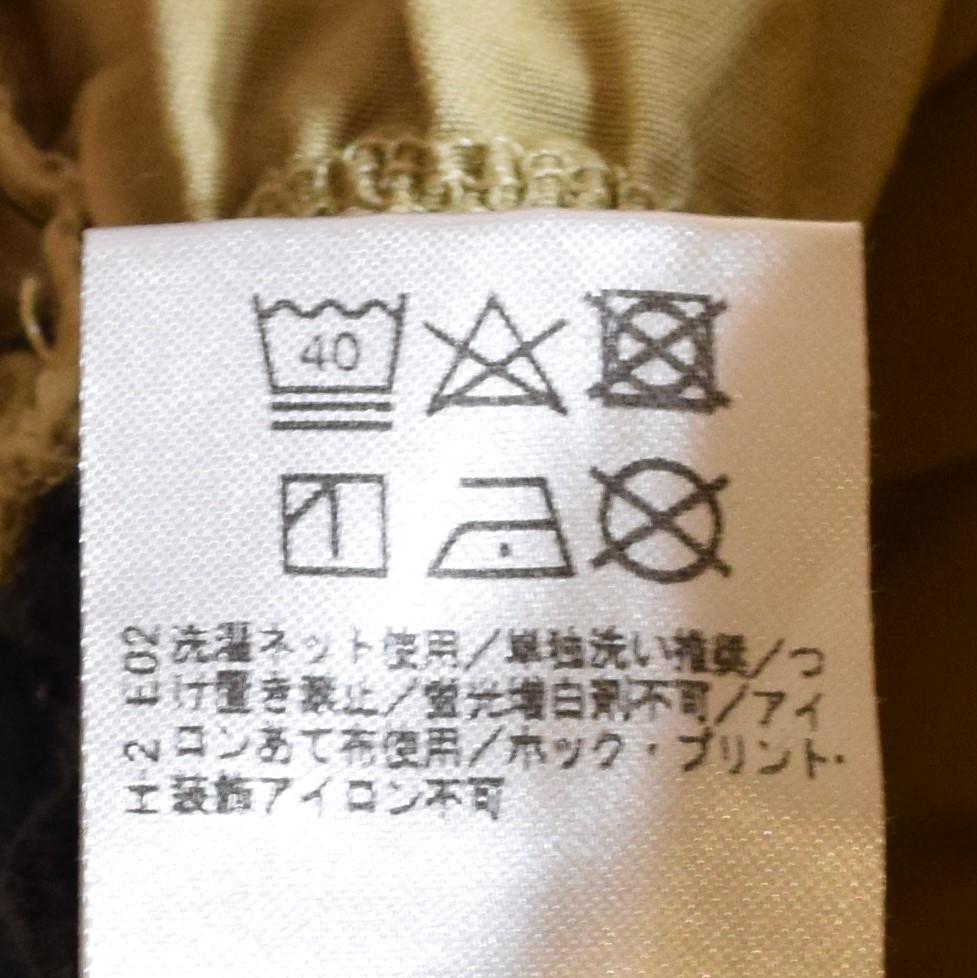 40
洗濯ネット使用／単独洗い推奨／つ
け置き禁止／蛍光増白剤不可／アイ
ロンあて布使用／ホック・プリント・
装飾アイロン不可